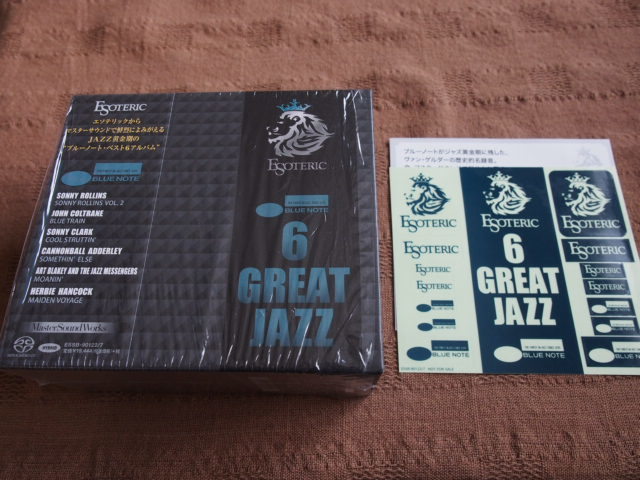 ESOTERIC
エソテリックから
マスターサウンドで鮮烈によみがえる
JAZZ黄金期の
"ブルーノート・ベスト6アルバム"
BLUE NOTE
SONNY ROLLINS
SONNY ROLLINS VOL. 2
JOHN COLTRANE
BLUE TRAIN
SONNY CLARK
COOL STRUTTIN'
CANNONBALL ADDERLEY
SOMETHIN' ELSE
ART BLAKEY AND THE JAZZ MESSENGERS
MOANIN'
HERBIE HANCOCK
MAIDEN VOYAGE
MasterSoundWorks
HYBRID
ESSB-90122/7
ESOTERIC
BLUE NOTE
6
GREAT
JAZZ
ブルーノートがジャズ黄金期に残した、
ヴァン・ゲルダーの歴史的名録音。
ESOTERIC
ESOTERIC
ESOTERIC
ESOTERIC
ESOTERIC
BLUE NOTE
6
GREAT
JAZZ
BLUE NOTE
ESOTERIC
ESOTERIC
ESOTERIC
ESOTERIC
BLUE NOTE